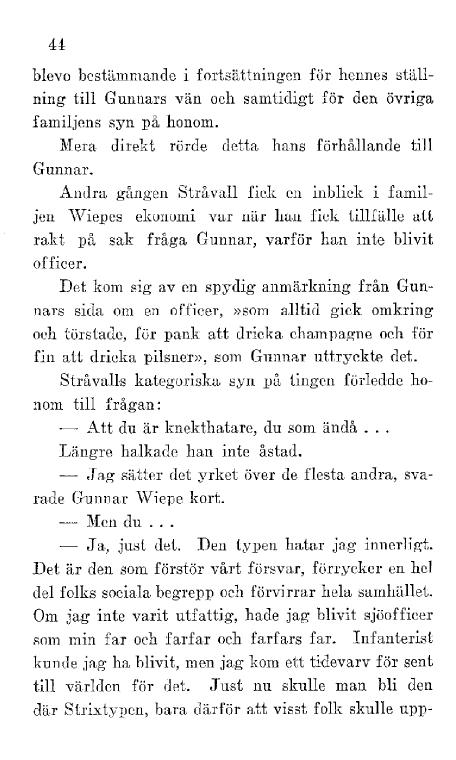 44
blevo bestämmande i fortsättningen för hennes ställ-
ning till Gunnars vän och samtidigt för den övriga
familjens syn på honom.
Mera direkt rörde detta hans förhållande till
Gunnar.
Andra gången Stråvall fick en inblick i famil-
jen Wiepes ekonomi var när han fick tillfälle att
rakt på sak fråga Gunnar, varför han inte blivit
officer.
Det kom sig av en spydig anmärkning från Gun-
nars sida om en officer, »som alltid gick omkring
och törstade, för pank att dricka champagne och för
fin att dricka pilsner», som Gunnar uttryckte det.
Stråvalls kategoriska syn på tingen förledde ho-
nom till frågan:
— Att du är knekthatare, du som ändå . . .
Längre halkade han inte åstad.
— Jag sätter det yrket över de flesta andra, sva-
rade Gunnar Wiepe kort.
— Men du . . .
— Ja, just det. Den typen hatar jag innerligt.
Det är den som förstör vårt försvar, förrycker en hel
del folks sociala begrepp och förvirrar hela samhället.
Om jag inte varit utfattig, hade jag blivit sjöofficer
som min far och farfar och farfars far. Infanterist
kunde jag ha blivit, men jag kom ett tidevarv för sent
till världen för det. Just nu skulle man bli den
där Strixtypen, bara därför att visst folk skulle upp-